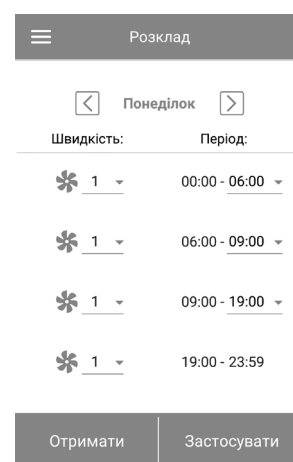 Розклад
Понеділок
Швидкість: Період:
1 00:00 - 06:00
1 06:00 - 09:00
1 09:00 - 19:00
1 19:00 - 23:59
Отримати Застосувати